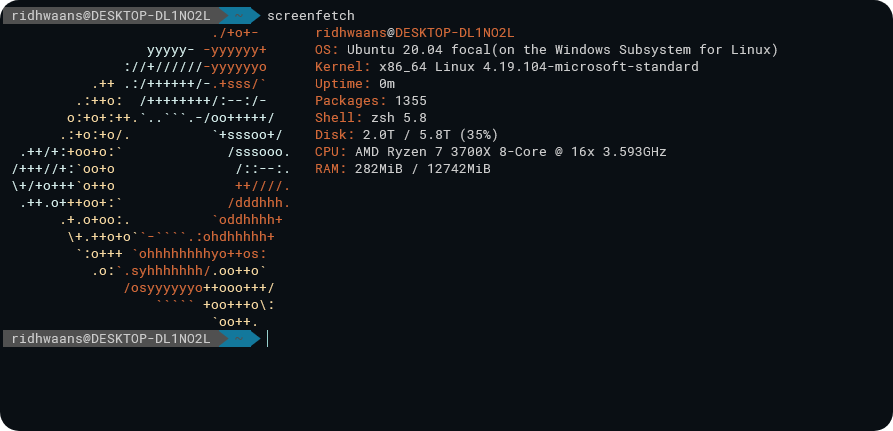 ridhwaans@DESKTOP-DL1NO2L ~ screenfetch
                          ./+o+-       ridhwaans@DESKTOP-DL1NO2L
                  yyyyy- -yyyyyy+      OS: Ubuntu 20.04 focal(on the Windows Subsystem for Linux)
               ://+//////-yyyyyyo      Kernel: x86_64 Linux 4.19.104-microsoft-standard
           .++ .:/++++++/-.+sss/`      Uptime: 0m
         .:++o:  /++++++++/:--:/-      Packages: 1355
        o:+o+:++.`..```.-/oo+++++/     Shell: zsh 5.8
       .:+o:+o/.          `+sssoo+/    Disk: 2.0T / 5.8T (35%)
  .++/+:+oo+o:`             /sssooo.   CPU: AMD Ryzen 7 3700X 8-Core @ 16x 3.593GHz
 /+++//+:`oo+o               /::--:.   RAM: 282MiB / 12742MiB
 \+/+o+++`o++o               ++////.
  .++.o+++oo+:`             /dddhhh.
       .+.o+oo:.          `oddhhhh+
        \+.++o+o``-````.:ohdhhhhh+
         `:o+++ `ohhhhhhhhyo++os:
           .o:`.syhhhhhhh/.oo++o`
               /osyyyyyyo++ooo+++/
                   ````` +oo+++o\:
                          `oo++.
ridhwaans@DESKTOP-DL1NO2L ~